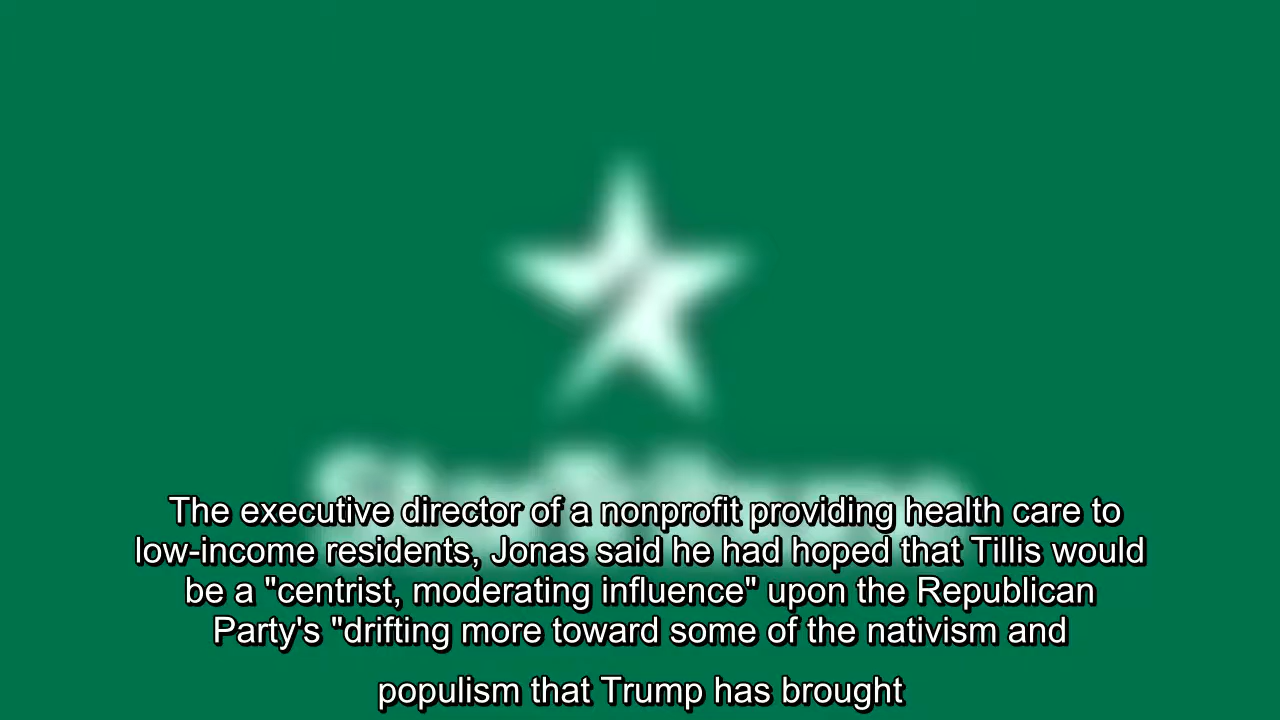 The executive director of a nonprofit providing health care to
low-income residents, Jonas said he had hoped that Tillis would
be a "centrist, moderating influence" upon the Republican
Party's "drifting more toward some of the nativism and
populism that Trump has brought